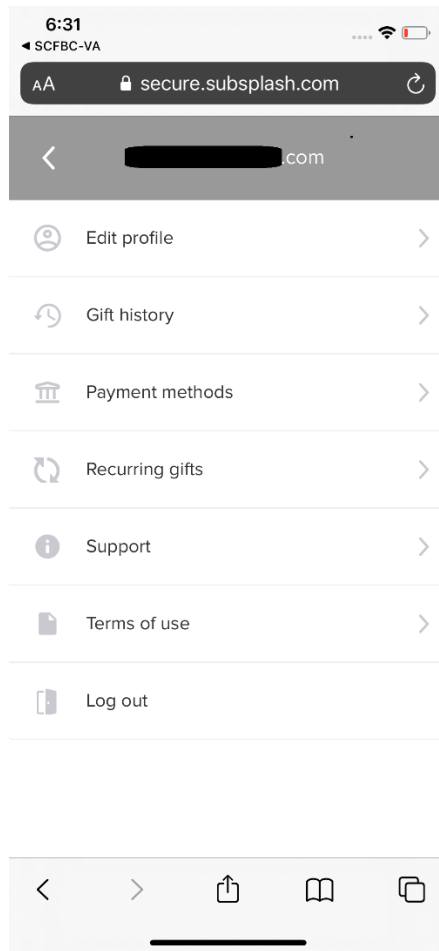 6:31
◀ SCFBC-VA
AA secure.subsplash.com
.com
Edit profile
Gift history
Payment methods
Recurring gifts
Support
Terms of use
Log out